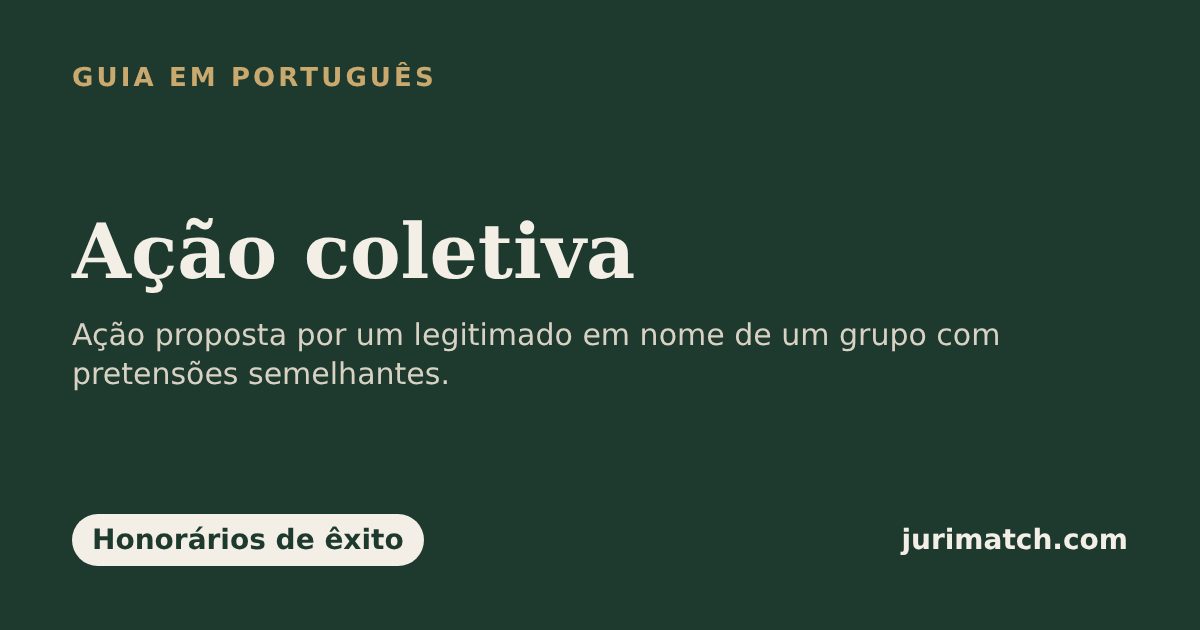 GUIA EM PORTUGUÊS
Ação coletiva
Ação proposta por um legitimado em nome de um grupo com
pretensões semelhantes.
Honorários de êxito
jurimatch.com